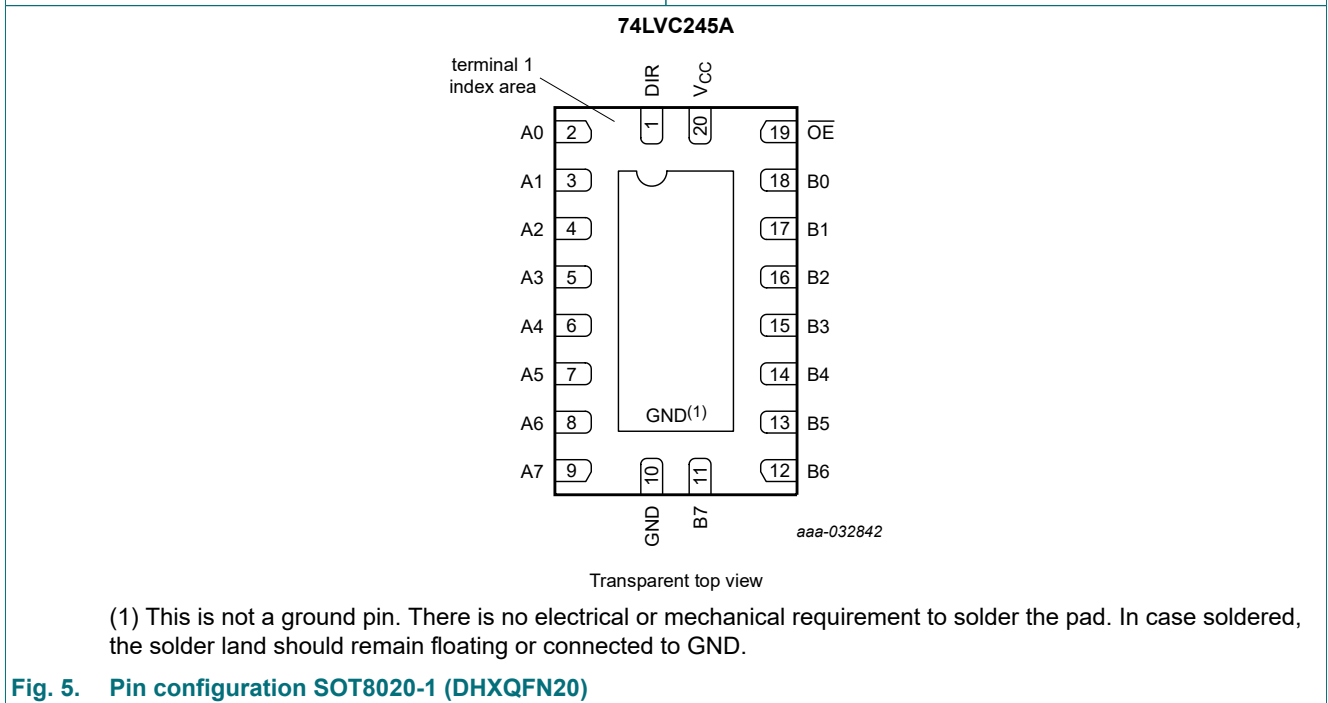 74LVC245A
terminal 1
index area
DIR
VCC
1
20
A0 2
19 OE
A1 3
18 B0
A2 4
17 B1
A3 5
16 B2
A4 6
15 B3
A5 7
14 B4
A6 8
GND(1)
13 B5
A7 9
12 B6
10
11
GND
B7
aaa-032842
Transparent top view
(1) This is not a ground pin. There is no electrical or mechanical requirement to solder the pad. In case soldered,
the solder land should remain floating or connected to GND.
Fig. 5. Pin configuration SOT8020-1 (DHXQFN20)